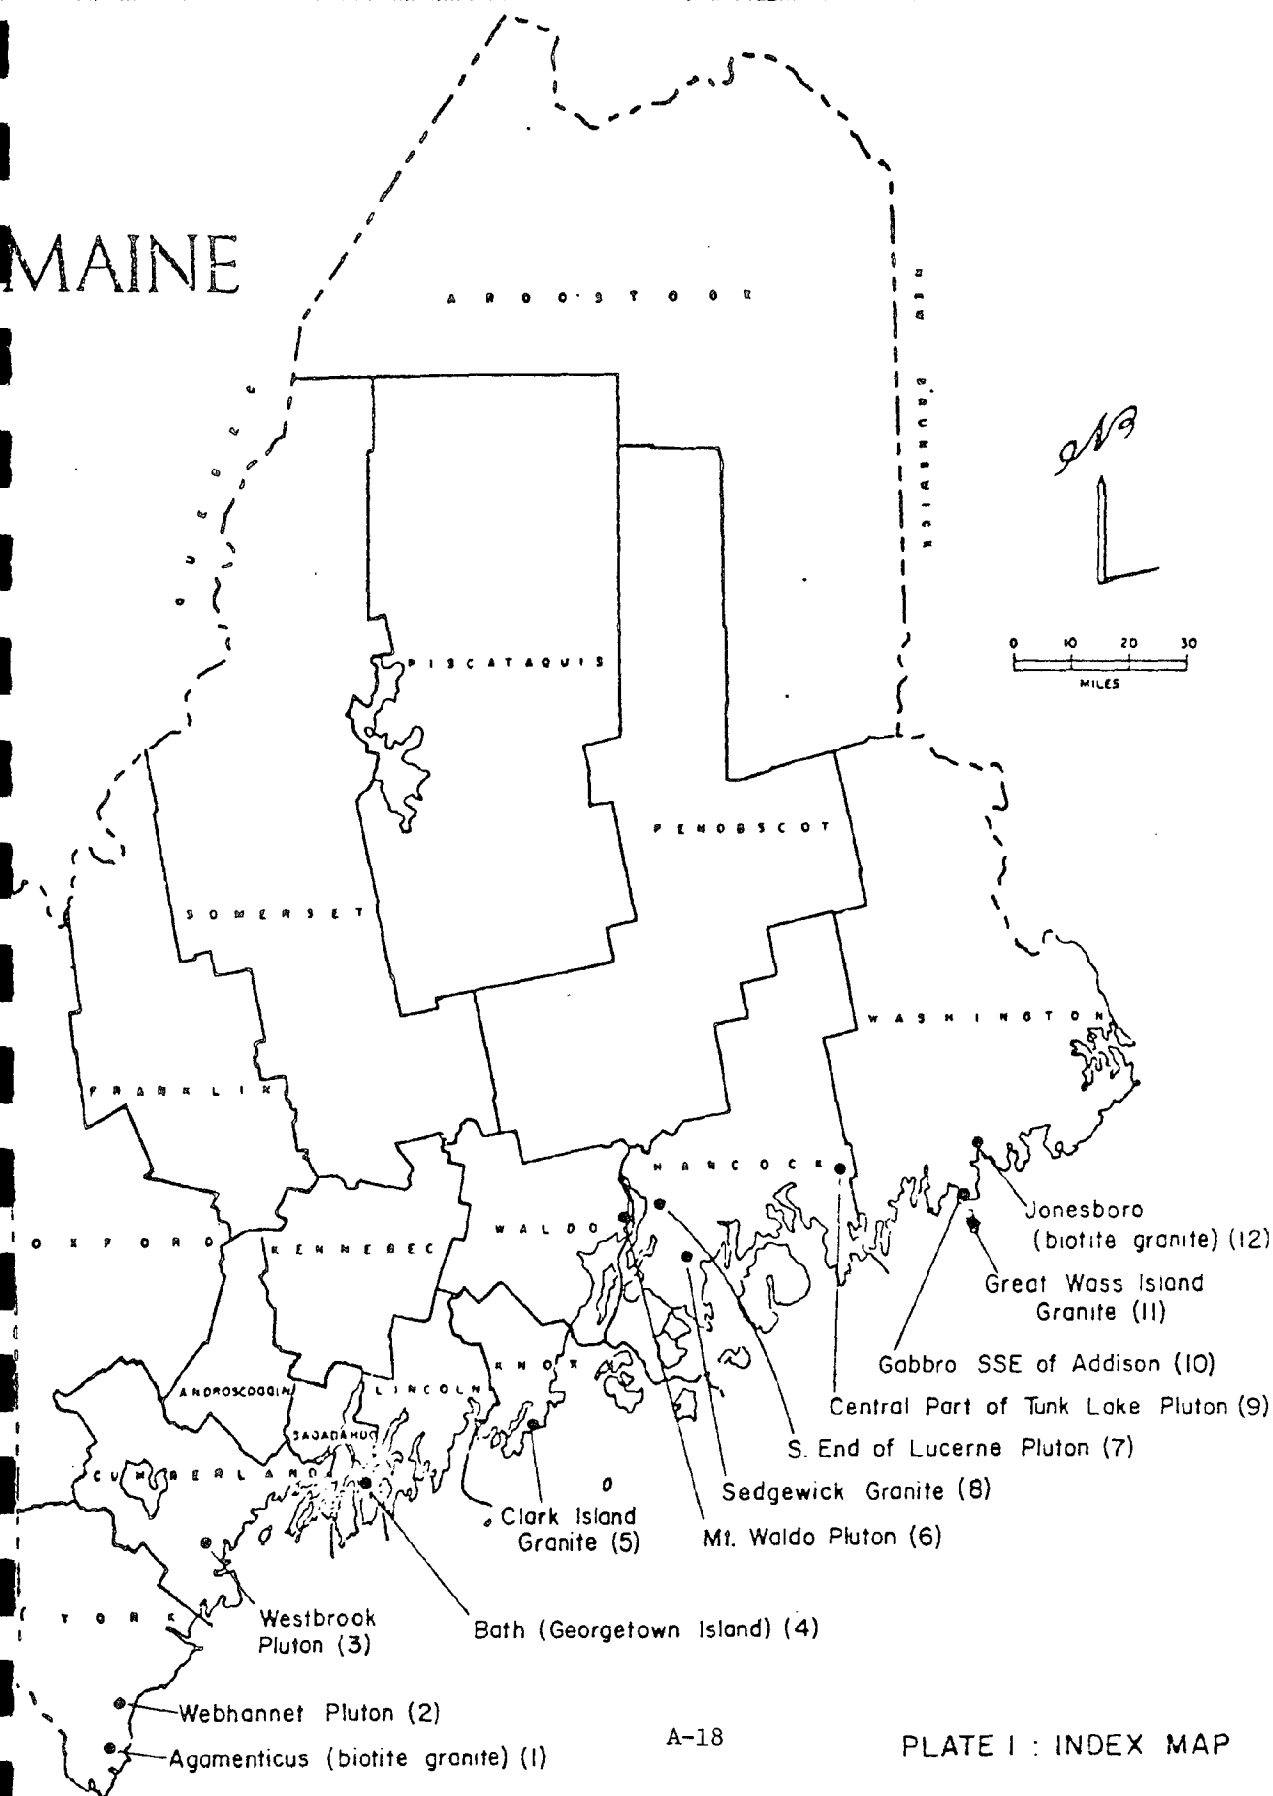 MAINE
AROOSTOOK
NEW
BRUNSWICK
QUEBEC
N
0 10 20 30
MILES
PISCATAQUIS
PENOBSCOT
SOMERSET
WASHINGTON
FRANKLIN
HANCOCK
OXFORD
KENNEBEC
WALDO
Jonesboro
(biotite granite) (12)
Great Wass Island
Granite (11)
KNOX
Gabbro SSE of Addison (10)
ANDROSCOGGIN
LINCOLN
Central Part of Tunk Lake Pluton (9)
SAGADAHOC
S. End of Lucerne Pluton (7)
CUMBERLAND
Sedgewick Granite (8)
Clark Island
Granite (5)
Mt. Waldo Pluton (6)
YORK
Westbrook
Pluton (3)
Bath (Georgetown Island) (4)
Webhannet Pluton (2)
Agamenticus (biotite granite) (1)
A-18
PLATE I : INDEX MAP